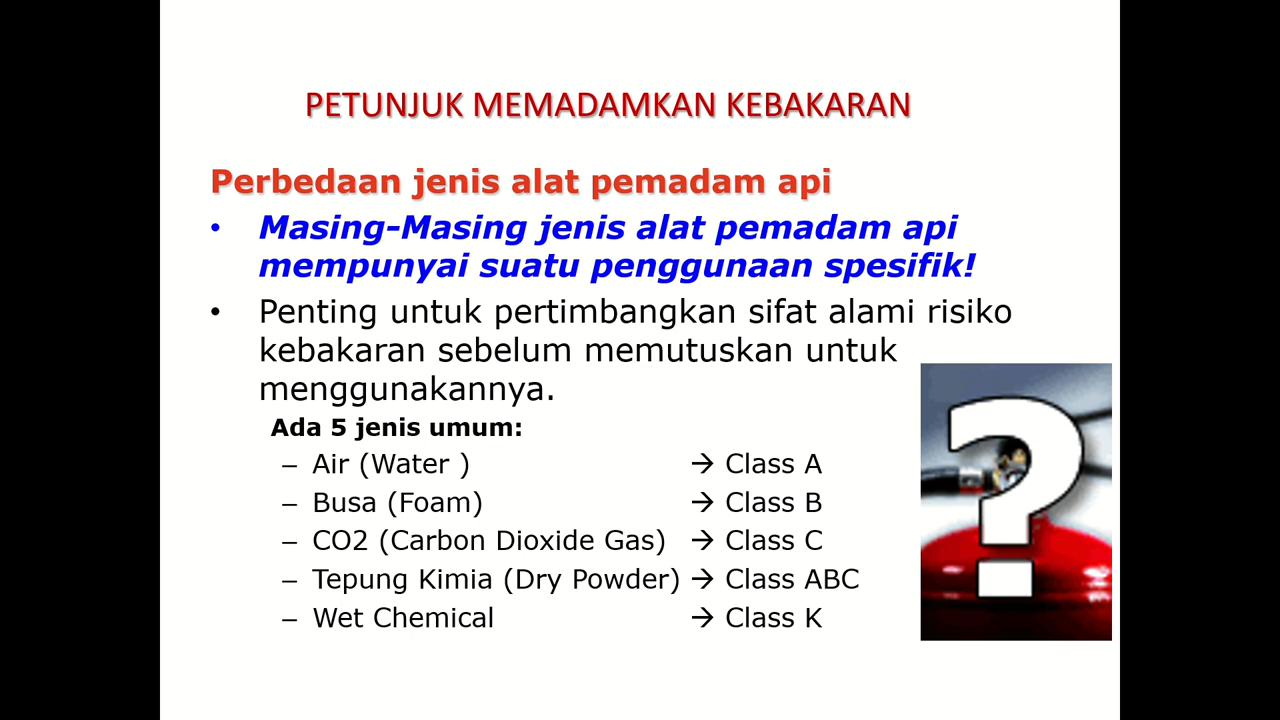 PETUNJUK MEMADAMKAN KEBAKARAN
Perbedaan jenis alat pemadam api
• Masing-Masing jenis alat pemadam api
mempunyai suatu penggunaan spesifik!
• Penting untuk pertimbangkan sifat alami risiko
kebakaran sebelum memutuskan untuk
menggunakannya.
Ada 5 jenis umum:
– Air (Water ) → Class A
– Busa (Foam) → Class B
– CO2 (Carbon Dioxide Gas) → Class C
– Tepung Kimia (Dry Powder) → Class ABC
– Wet Chemical → Class K
?